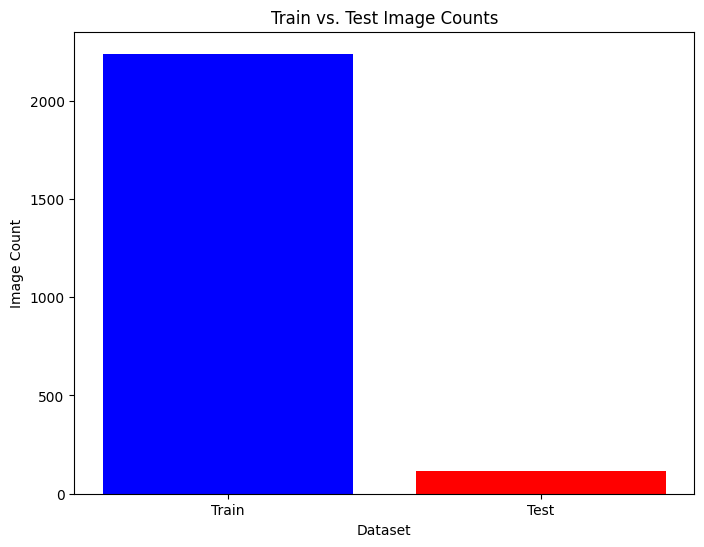 Train vs. Test Image Counts
2000
1500
1000
500
0
Image Count
Train Test
Dataset